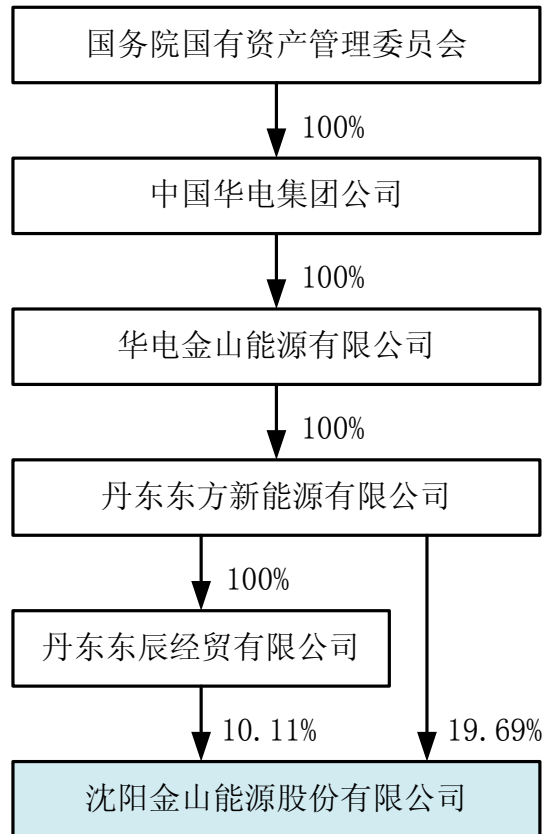 国务院国有资产管理委员会
100%
中国华电集团公司
100%
华电金山能源有限公司
100%
丹东东方新能源有限公司
100%
丹东东辰经贸有限公司
10.11%
19.69%
沈阳金山能源股份有限公司